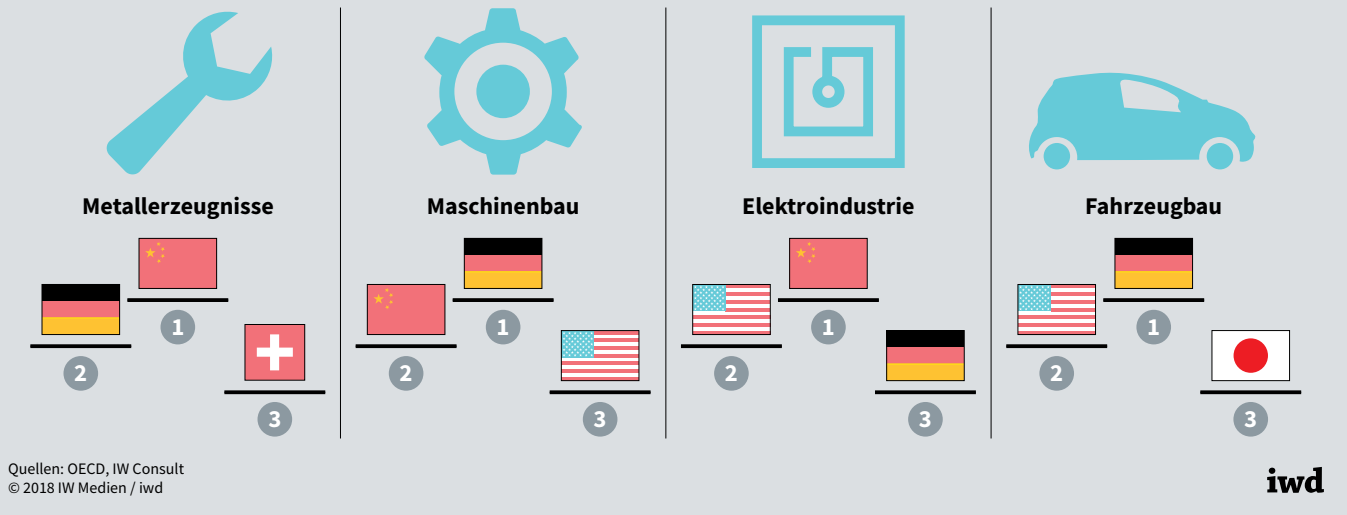 Metallerzeugnisse
1
2
3
Maschinenbau
1
2
3
Elektroindustrie
1
2
3
Fahrzeugbau
1
2
3
Quellen: OECD, IW Consult
© 2018 IW Medien / iwd
iwd